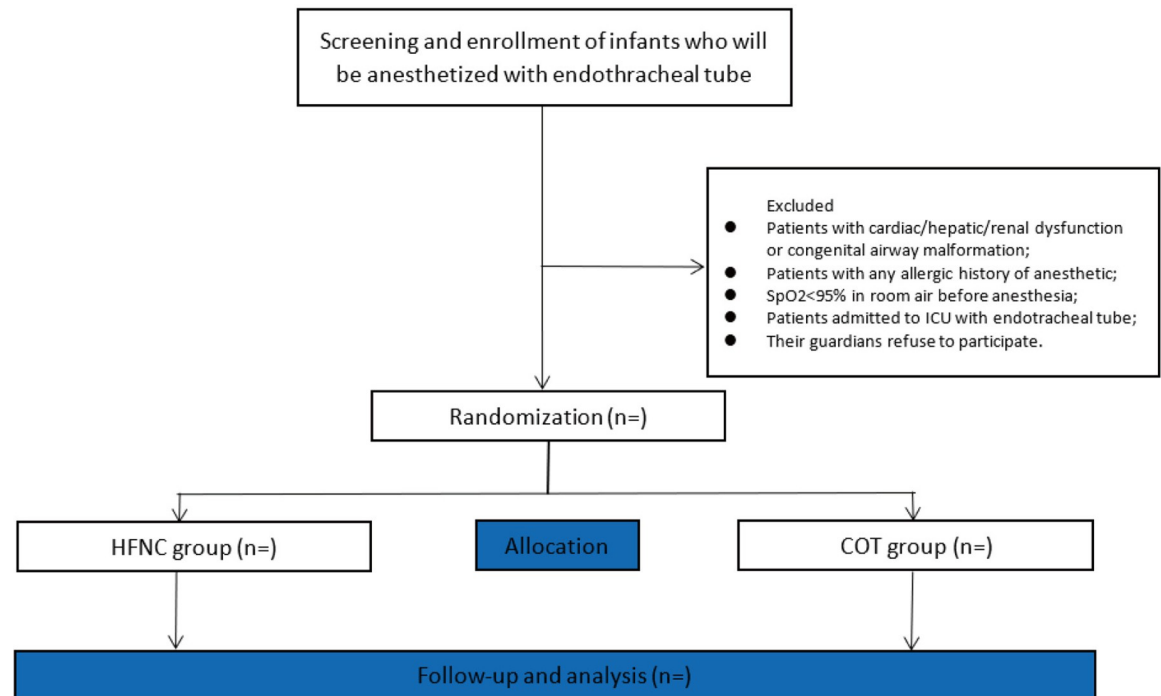 Screening and enrollment of infants who will
be anesthetized with endothracheal tube
Excluded
● Patients with cardiac/hepatic/renal dysfunction
or congenital airway malformation;
● Patients with any allergic history of anesthetic;
● SpO2<95% in room air before anesthesia;
● Patients admitted to ICU with endotracheal tube;
● Their guardians refuse to participate.
Randomization (n=)
HFNC group (n=)
Allocation
COT group (n=)
Follow-up and analysis (n=)